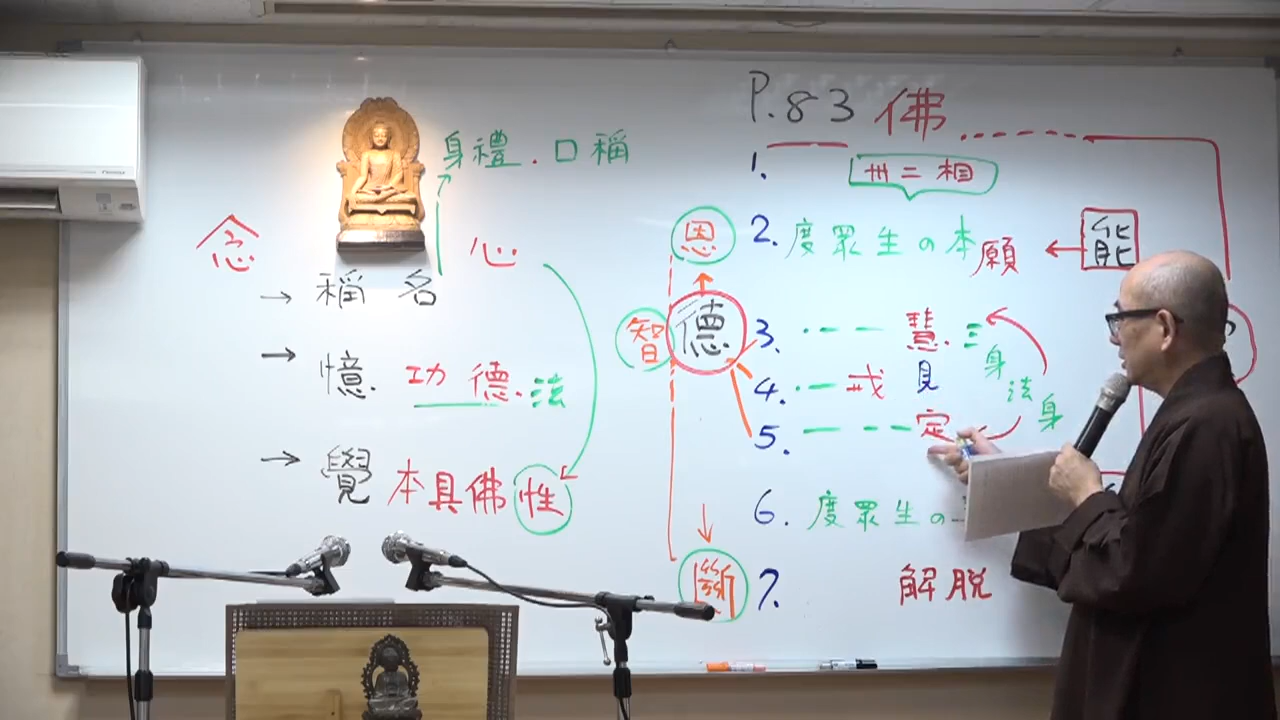 P.83 佛
身禮.口稱
1. 卅二相
恩 2. 度眾生の本願 ← 能
念 心
→ 稱名
智 德 3. 慧 三身
法身
→ 憶 功德.法
4. 戒 見
5. 定
→ 覺 本具佛性
6. 度眾生の
斷 7. 解脫